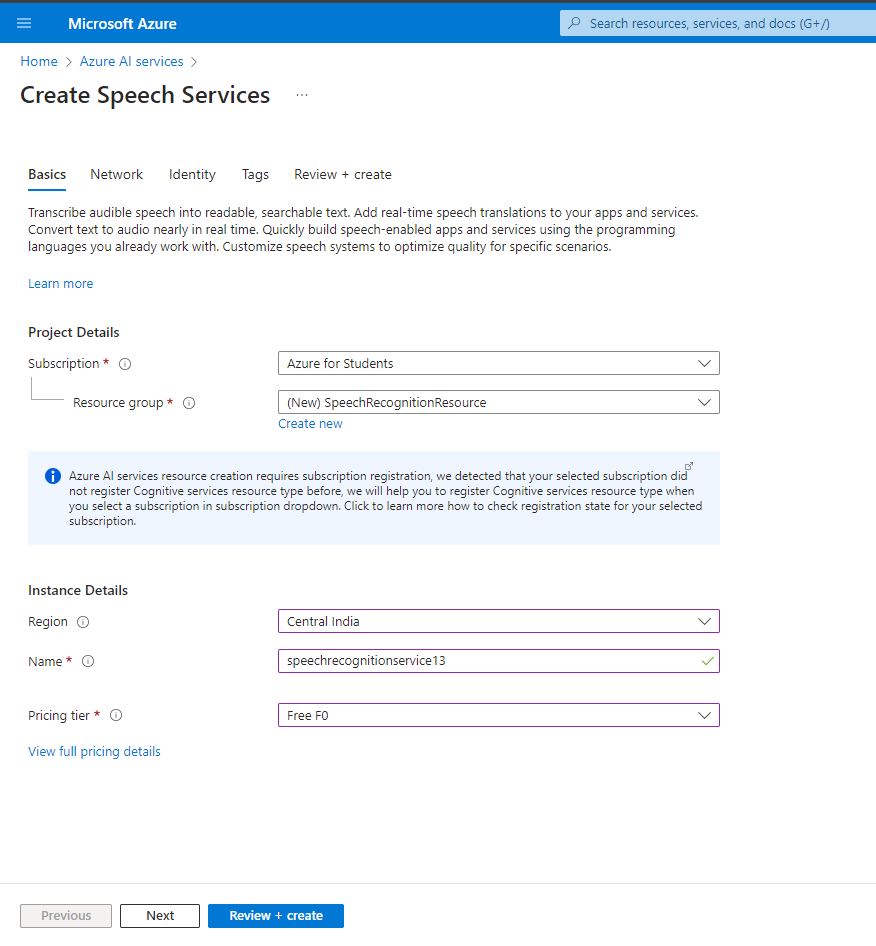 Microsoft Azure
Search resources, services, and docs (G+/)
Home > Azure AI services >
Create Speech Services ...
Basics Network Identity Tags Review + create
Transcribe audible speech into readable, searchable text. Add real-time speech translations to your apps and services.
Convert text to audio nearly in real time. Quickly build speech-enabled apps and services using the programming
languages you already work with. Customize speech systems to optimize quality for specific scenarios.
Learn more
Project Details
Subscription * Azure for Students
Resource group * (New) SpeechRecognitionResource
Create new
Azure AI services resource creation requires subscription registration, we detected that your selected subscription did
not register Cognitive services resource type before, we will help you to register Cognitive services resource type when
you select a subscription in subscription dropdown. Click to learn more how to check registration state for your selected
subscription.
Instance Details
Region Central India
Name * speechrecognitionservice13
Pricing tier * Free F0
View full pricing details
Previous Next Review + create